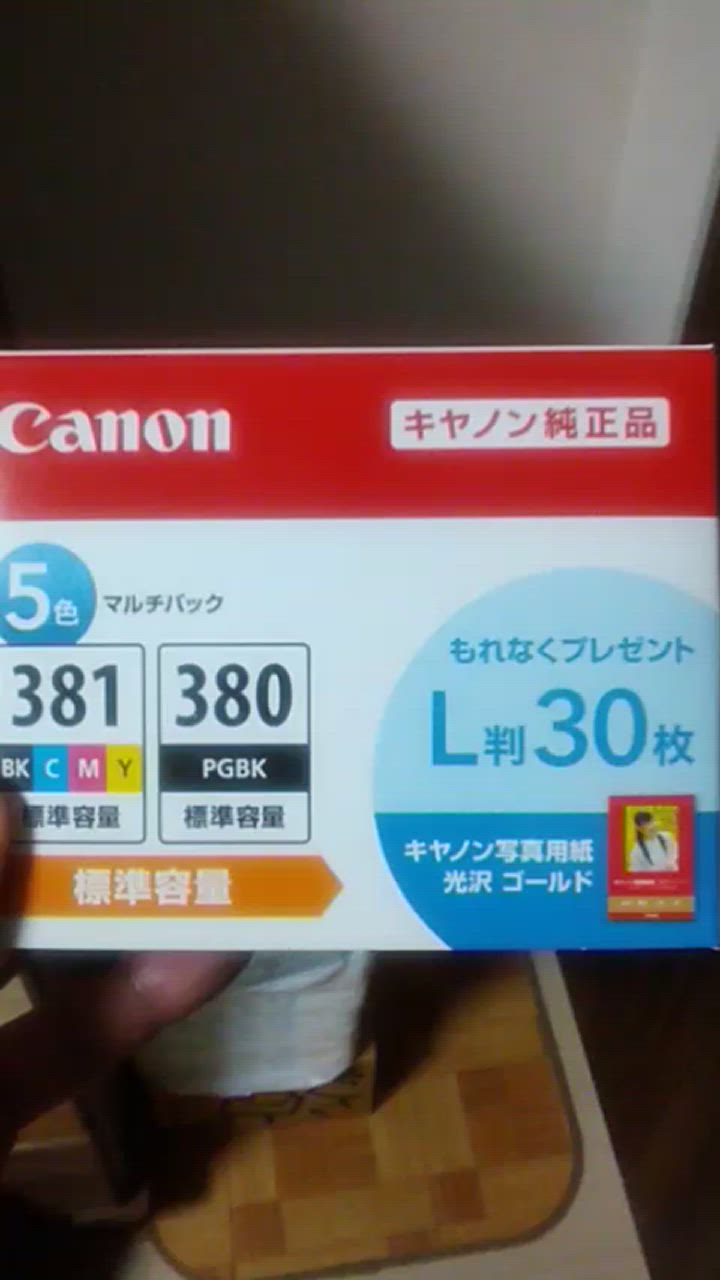 Canon
キヤノン純正品
5色 マルチパック
381
BK C M Y
標準容量
380
PGBK
標準容量
標準容量
もれなくプレゼント
L判30枚
キヤノン写真用紙
光沢 ゴールド